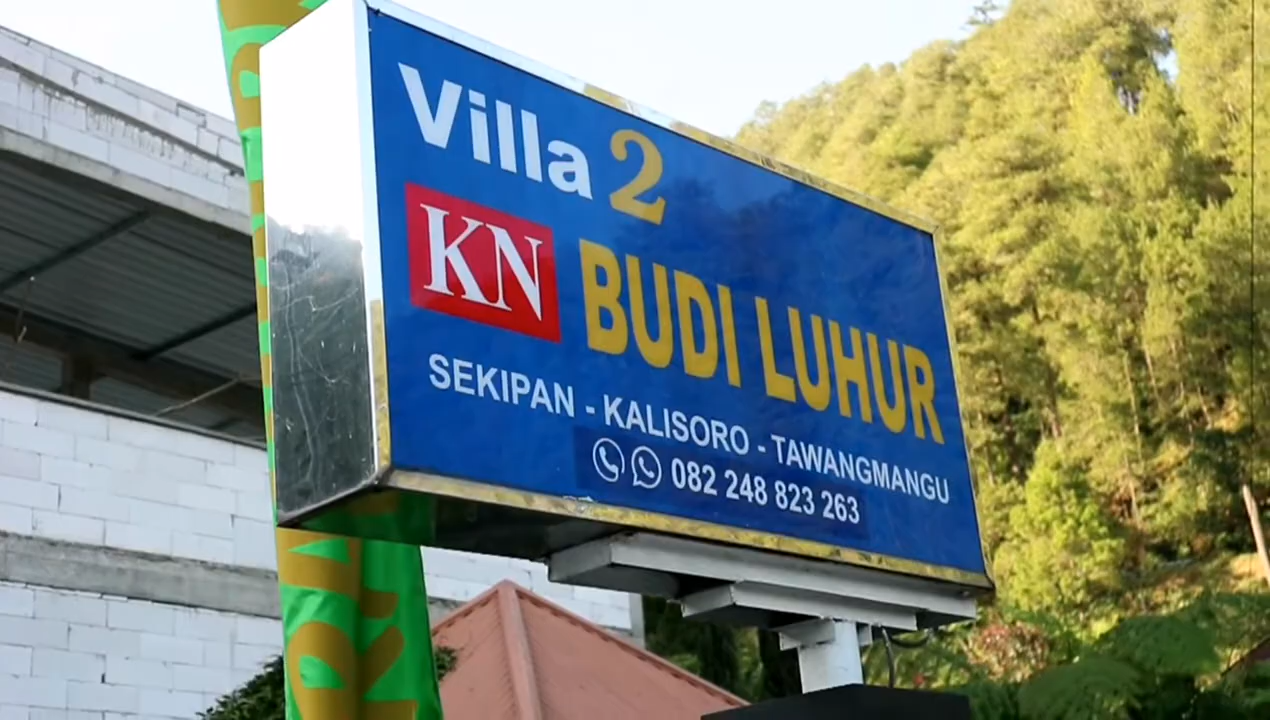 Villa 2
KN BUDI LUHUR
SEKIPAN - KALISORO - TAWANGMANGU
082 248 823 263